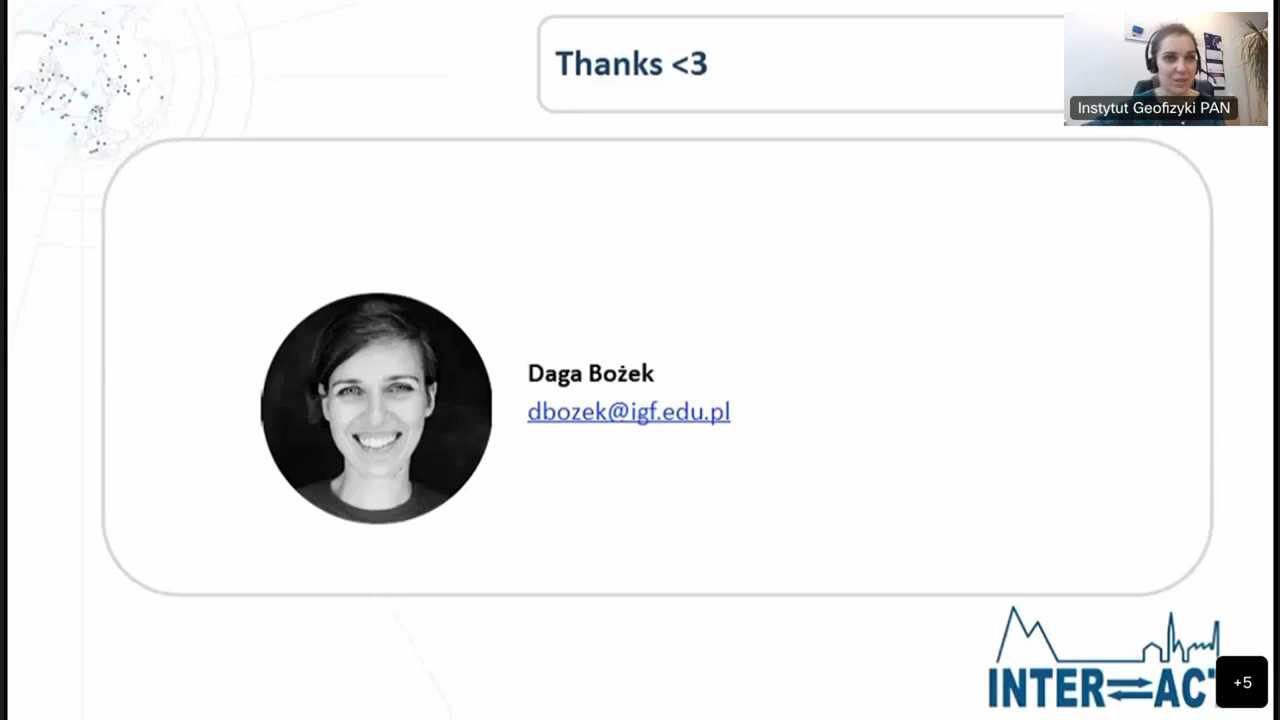 Thanks <3
Instytut Geofizyki PAN
Daga Bożek
dbozek@igf.edu.pl
INTER⇌ACT
+5